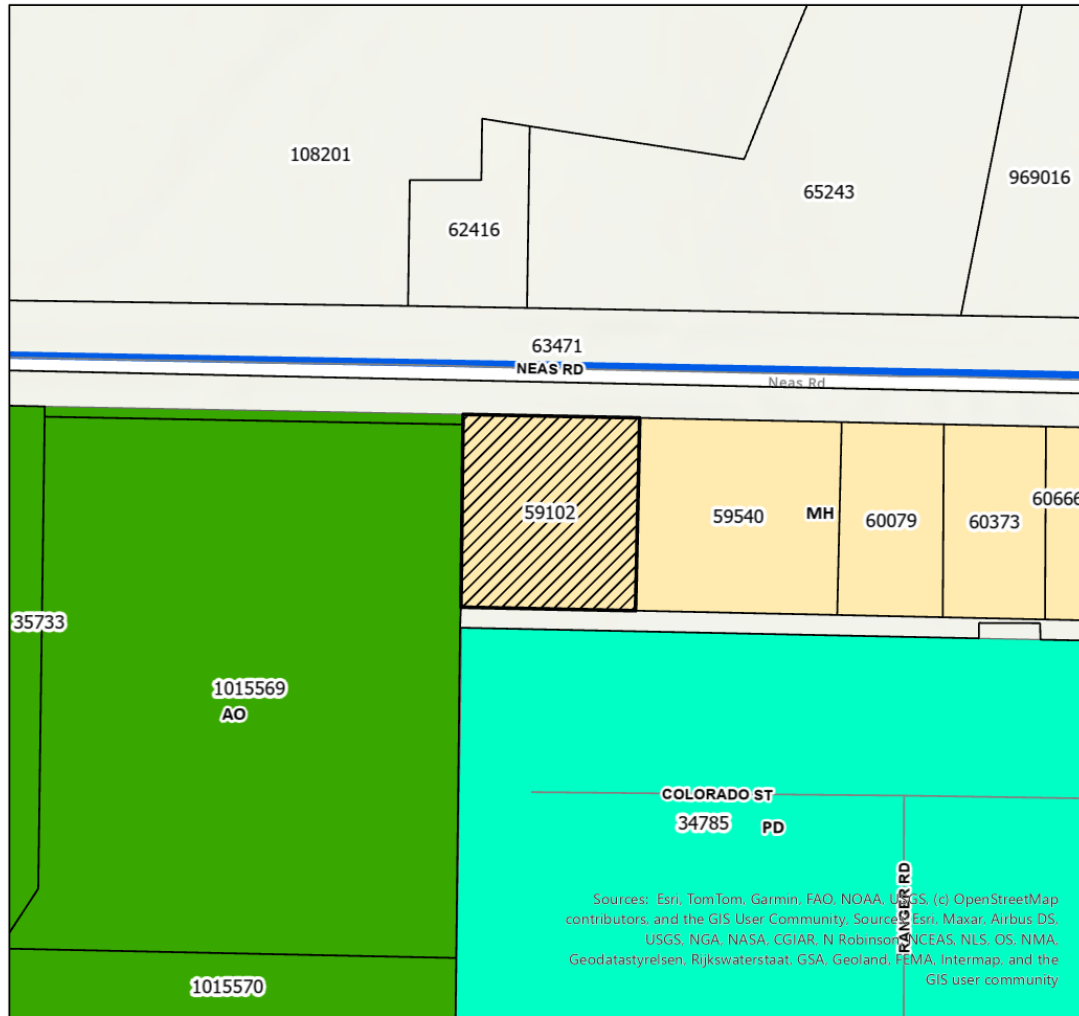 108201
969016
65243
62416
63471
NEAS RD
Neas Rd
59102
59540
MH
60079
60373
60666
35733
1015569
AO
COLORADO ST
34785
PD
RANGER RD
Sources: Esri, TomTom, Garmin, FAO, NOAA, USGS, (c) OpenStreetMap
contributors, and the GIS User Community, Sources: Esri, Maxar, Airbus DS,
USGS, NGA, NASA, CGIAR, N Robinson, NCEAS, NLS, OS, NMA,
Geodatastyrelsen, Rijkswaterstaat, GSA, Geoland, FEMA, Intermap, and the
GIS user community
1015570